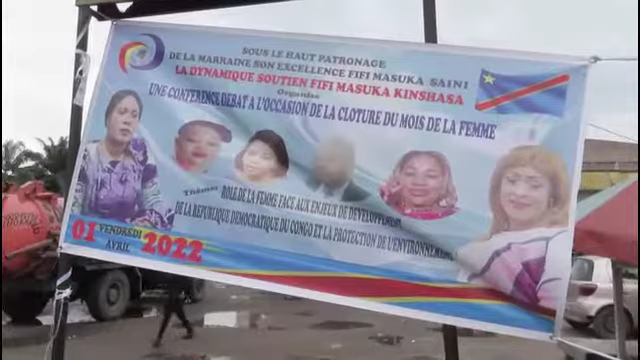 SOUS LE HAUT PATRONAGE
DE LA MARRAINE SON EXCELLENCE FIFI MASUKA SAINI
LA DYNAMIQUE SOUTIEN FIFI MASUKA KINSHASA
Organise
UNE CONFERENCE DEBAT A L'OCCASION DE LA CLOTURE DU MOIS DE LA FEMME
Thème:
ROLE DE LA FEMME FACE AUX ENJEUX DE DEVELOPPEMENT
DE LA REPUBLIQUE DEMOCRATIQUE DU CONGO ET LA PROTECTION DE L'ENVIRONNEMENT
01 VENDREDI
AVRIL 2022